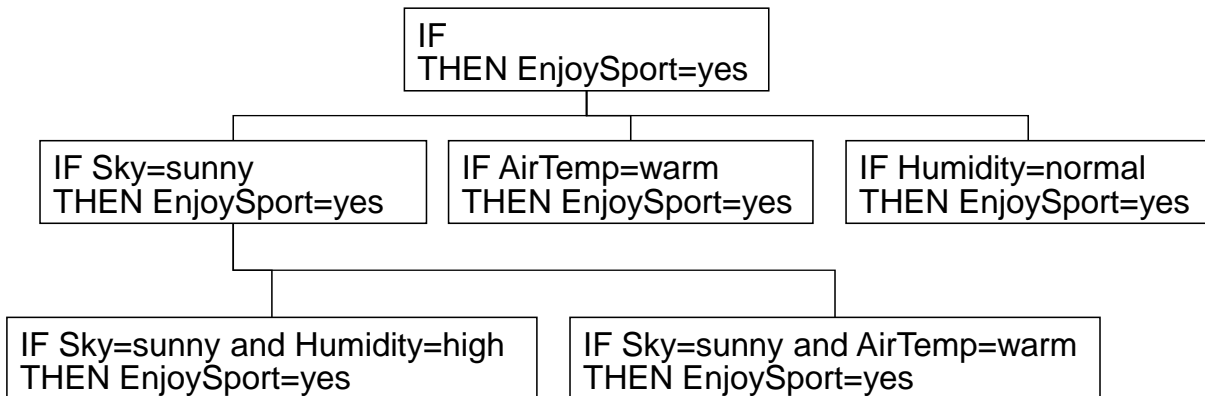 IF
THEN EnjoySport=yes
IF Sky=sunny
THEN EnjoySport=yes
IF AirTemp=warm
THEN EnjoySport=yes
IF Humidity=normal
THEN EnjoySport=yes
IF Sky=sunny and Humidity=high
THEN EnjoySport=yes
IF Sky=sunny and AirTemp=warm
THEN EnjoySport=yes